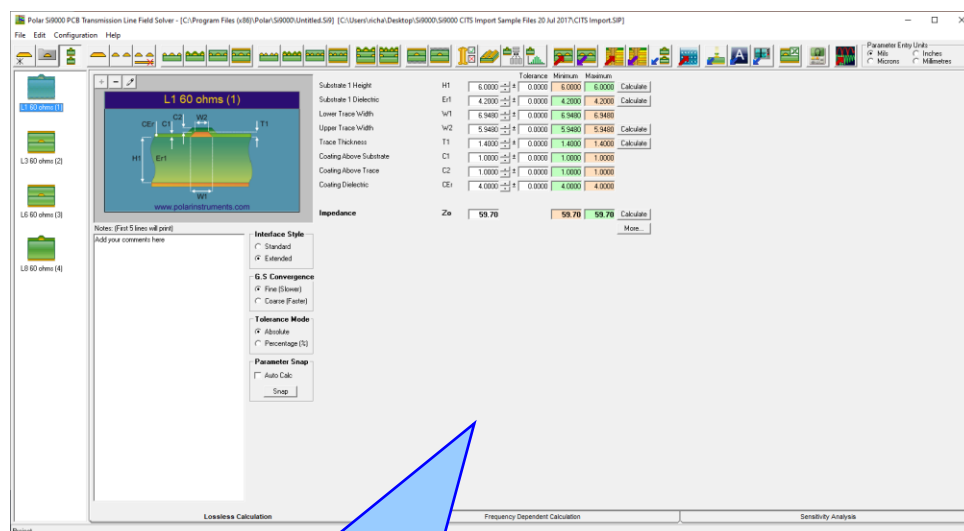 Polar Si9000 PCB Transmission Line Field Solver - [C:\Program Files (x86)\Polar\Si9000\Untitled.Si9] [C:\Users\richa\Desktop\Si9000\Si9000 CITS Import Sample Files 20 Jul 2017\CITS Import.SIP]
File Edit Configuration Help
Parameter Entry Units
Mils Inches
Microns Millimetres
L1 60 ohms (1)
L3 60 ohms (2)
L6 60 ohms (3)
L8 60 ohms (4)
+ -
L1 60 ohms (1)
CEr C1 C2 W2 T1
H1 Er1
W1
www.polarinstruments.com
Notes: (First 5 lines will print)
Add your comments here
Interface Style
Standard
Extended
G.S Convergence
Fine (Slower)
Coarse (Faster)
Tolerance Mode
Absolute
Percentage (%)
Parameter Snap
Auto Calc
Snap
Tolerance Minimum Maximum
Substrate 1 Height H1 6.0000 ± 0.0000 6.0000 6.0000 Calculate
Substrate 1 Dielectric Er1 4.2000 ± 0.0000 4.2000 4.2000 Calculate
Lower Trace Width W1 6.9480 ± 0.0000 6.9480 6.9480
Upper Trace Width W2 5.9480 ± 0.0000 5.9480 5.9480 Calculate
Trace Thickness T1 1.4000 ± 0.0000 1.4000 1.4000 Calculate
Coating Above Substrate C1 1.0000 ± 0.0000 1.0000 1.0000
Coating Above Trace C2 1.0000 ± 0.0000 1.0000 1.0000
Coating Dielectric CEr 4.0000 ± 0.0000 4.0000 4.0000
Impedance Zo 59.70 59.70 59.70 Calculate
More...
Lossless Calculation Frequency Dependent Calculation Sensitivity Analysis